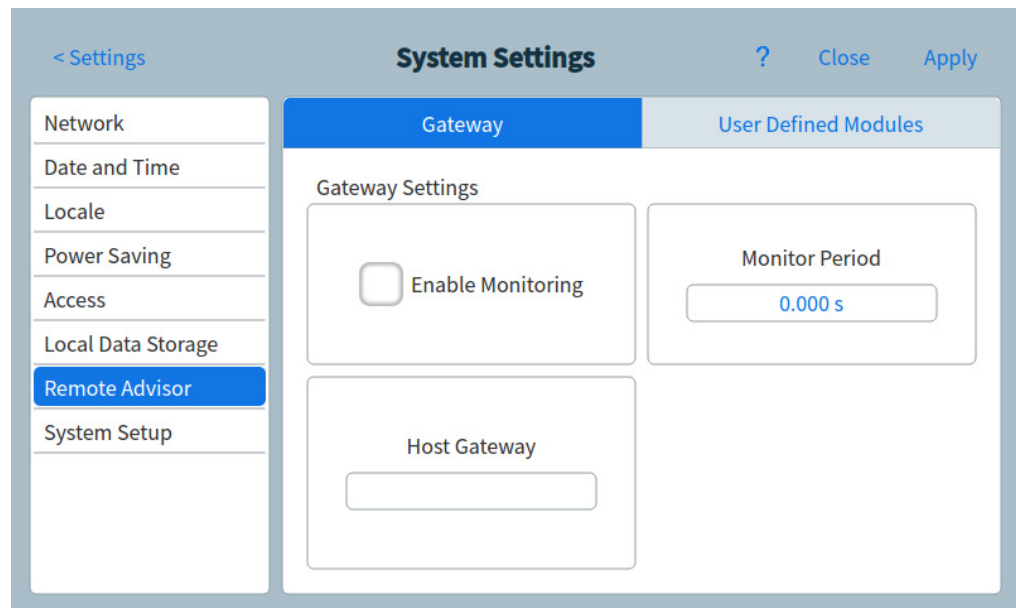 < Settings
System Settings
?
Close
Apply
Network
Date and Time
Locale
Power Saving
Access
Local Data Storage
Remote Advisor
System Setup
Gateway
User Defined Modules
Gateway Settings
Enable Monitoring
Monitor Period
0.000 s
Host Gateway